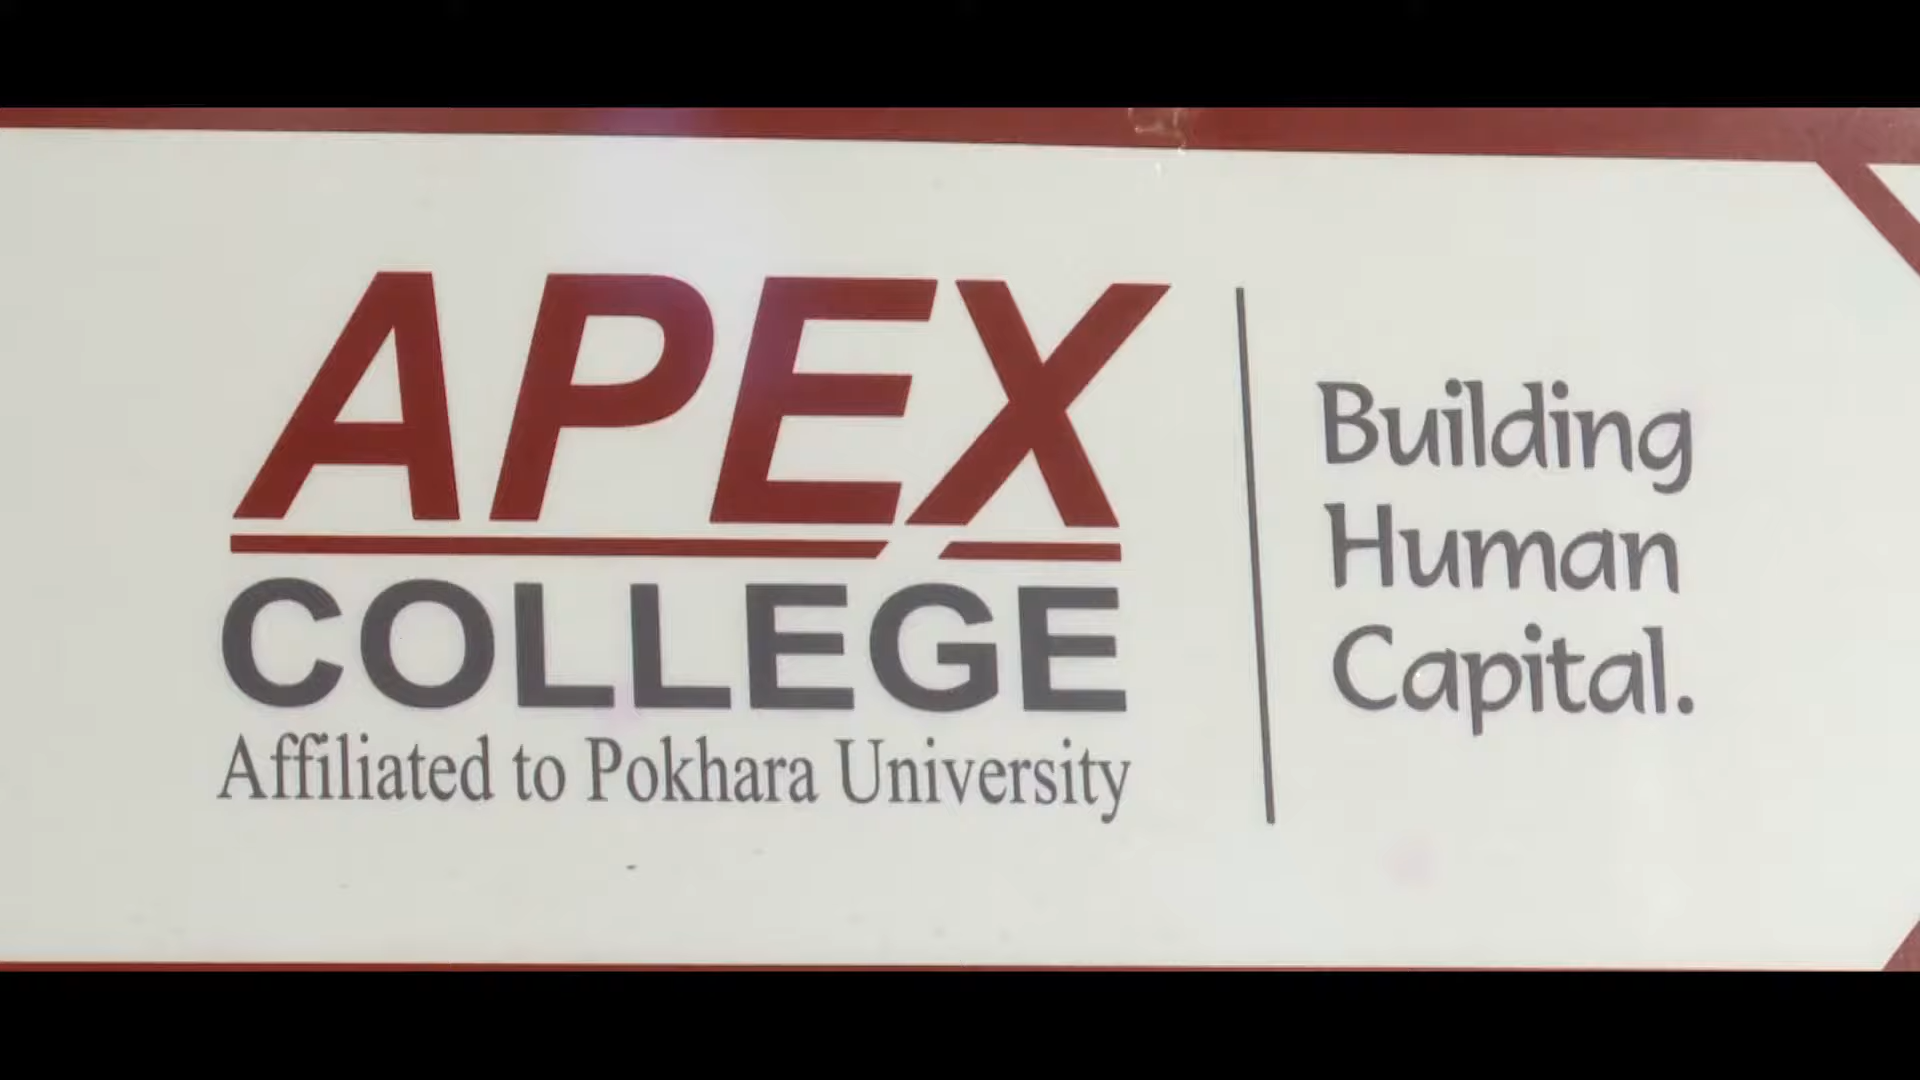 APEX
COLLEGE
Affiliated to Pokhara University
Building
Human
Capital.